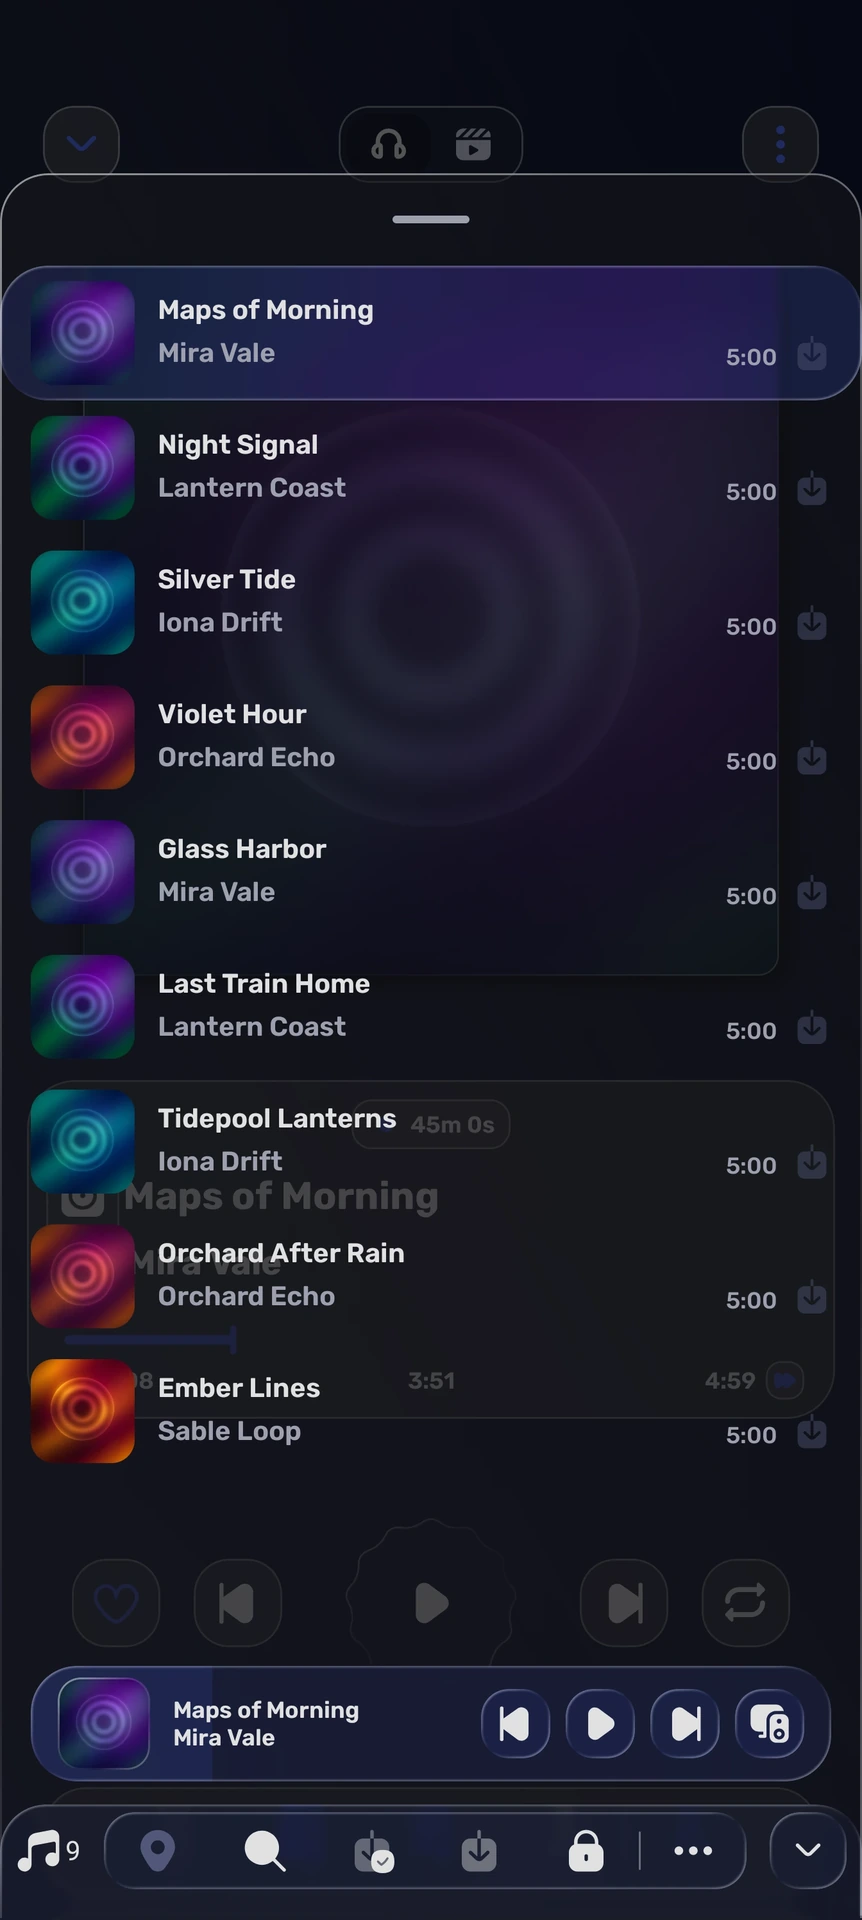 Maps of Morning
Mira Vale
5:00
Night Signal
Lantern Coast
5:00
Silver Tide
Iona Drift
5:00
Violet Hour
Orchard Echo
5:00
Glass Harbor
Mira Vale
5:00
Last Train Home
Lantern Coast
5:00
Tidepool Lanterns
45m 0s
Iona Drift
5:00
Maps of Morning
Orchard After Rain
Mira Vale
Orchard Echo
5:00
3:51
4:59
Ember Lines
Sable Loop
5:00
Maps of Morning
Mira Vale
9